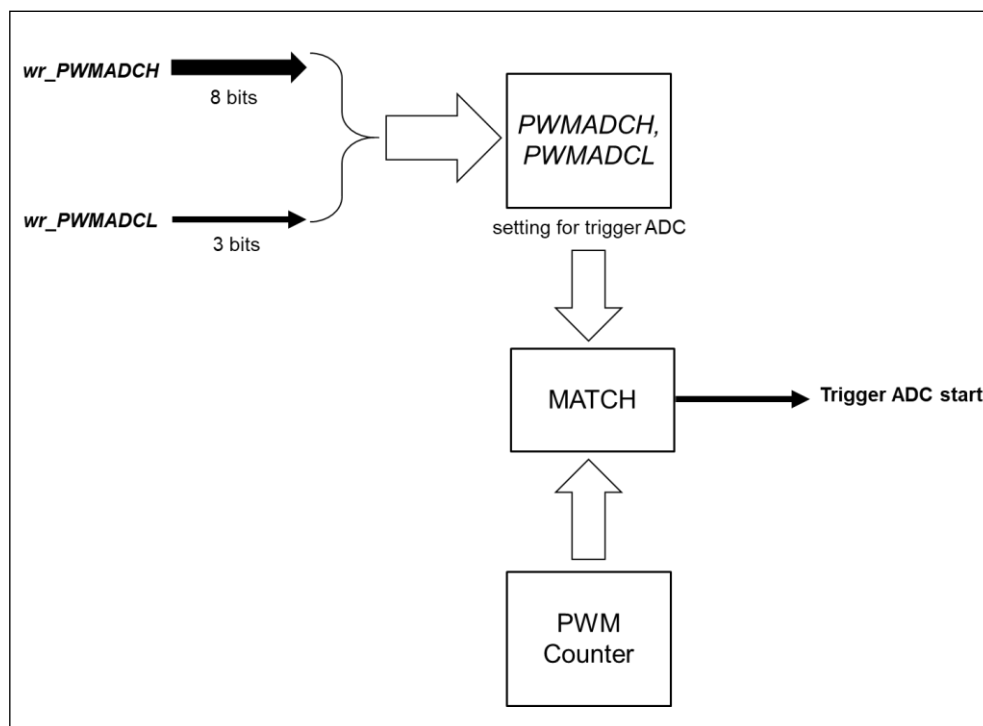 wr_PWMADCH
8 bits
wr_PWMADCL
3 bits
PWMADCH,
PWMADCL
setting for trigger ADC
MATCH
Trigger ADC start
PWM
Counter